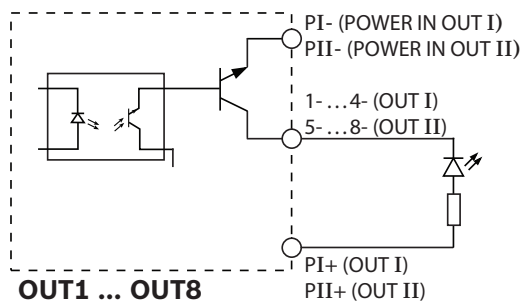 PI- (POWER IN OUT I)
PII- (POWER IN OUT II)
1- ...4- (OUT I)
5- ...8- (OUT II)
PI+ (OUT I)
PII+ (OUT II)
OUT1 ... OUT8